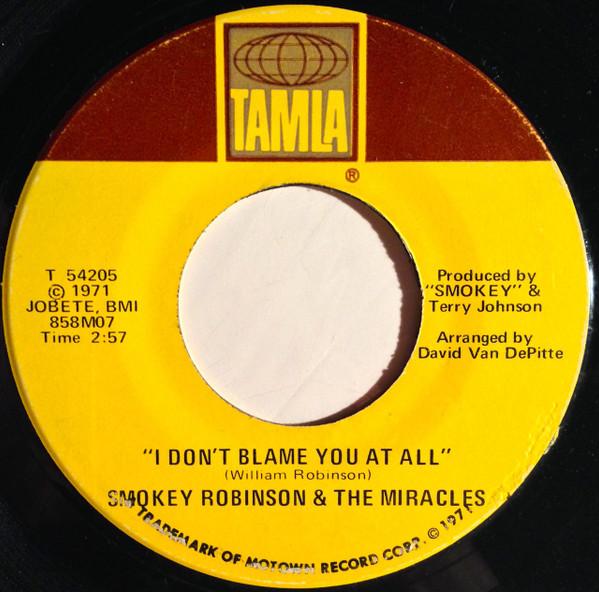 TAMLA
®
T 54205
© 1971
JOBETE, BMI
858M07
Time 2:57
Produced by
"SMOKEY" &
Terry Johnson
Arranged by
David Van DePitte
"I DON'T BLAME YOU AT ALL"
(William Robinson)
SMOKEY ROBINSON & THE MIRACLES
TRADEMARK OF MOTOWN RECORD CORP. © 1971